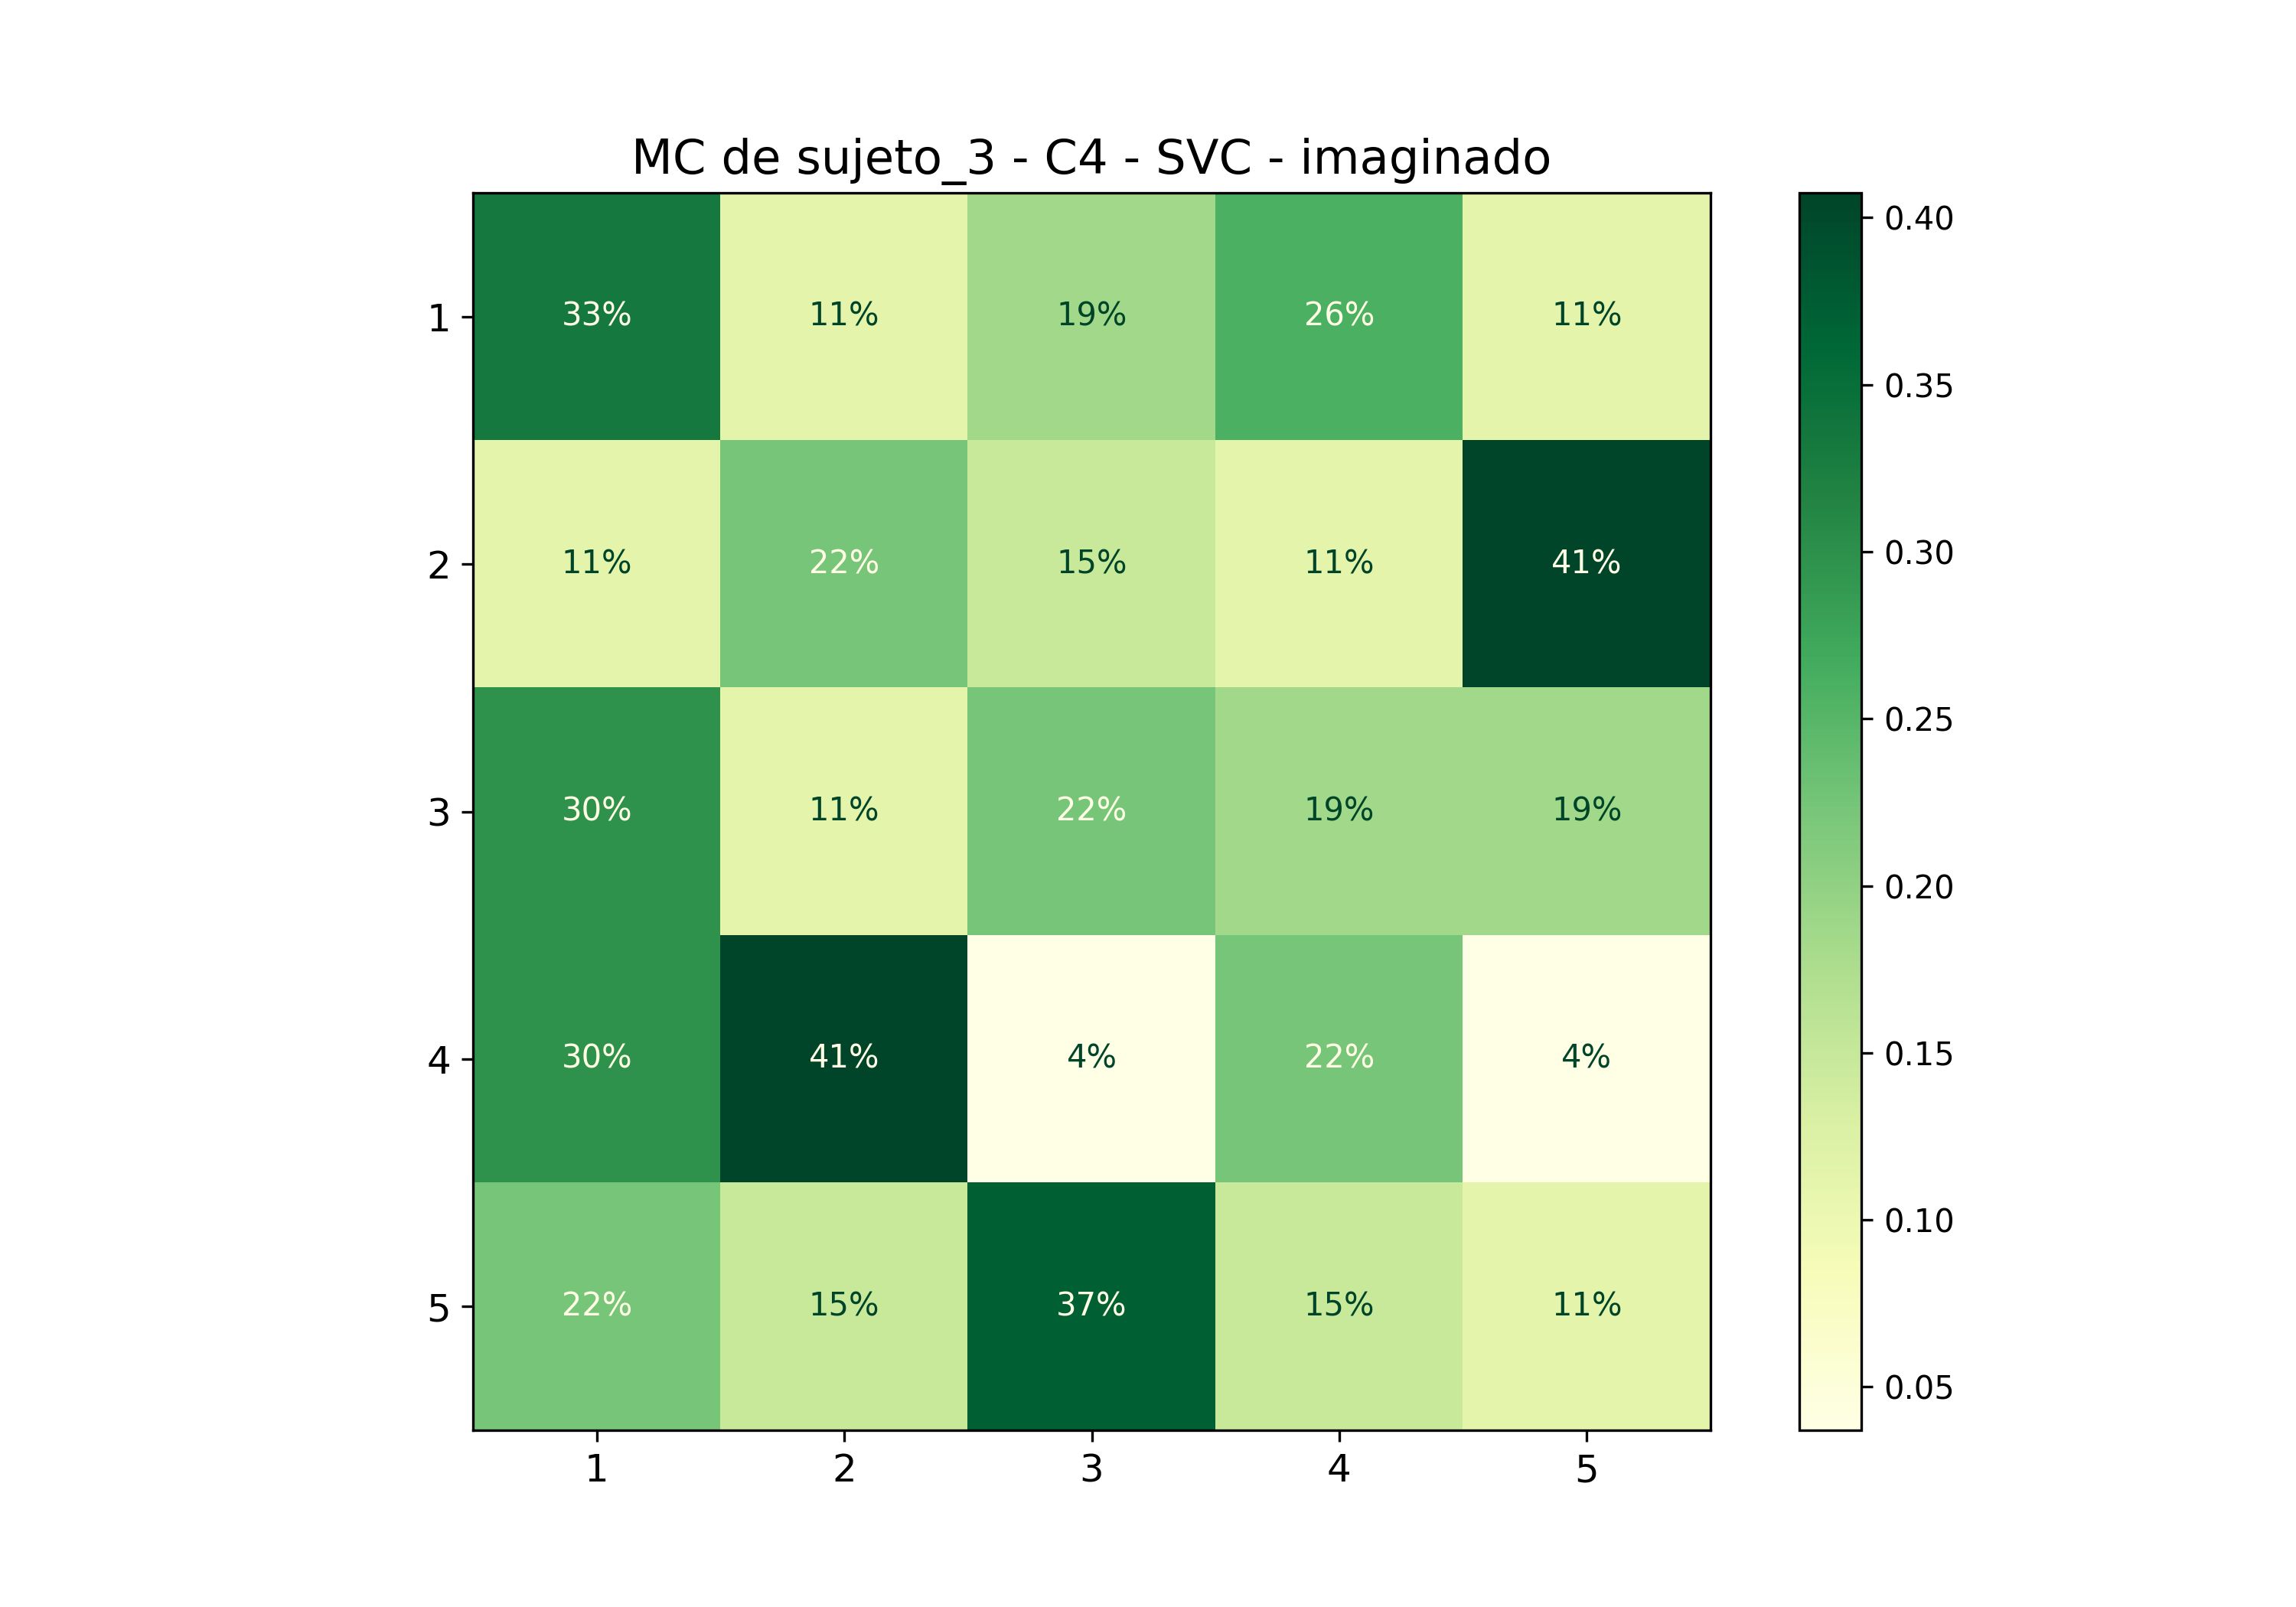 MC de sujeto_3 - C4 - SVC - imaginado
0.40
1 33% 11% 19% 26% 11%
0.35
2 11% 22% 15% 11% 41%
0.30
0.25
3 30% 11% 22% 19% 19%
0.20
4 30% 41% 4% 22% 4%
0.15
0.10
5 22% 15% 37% 15% 11%
0.05
1 2 3 4 5